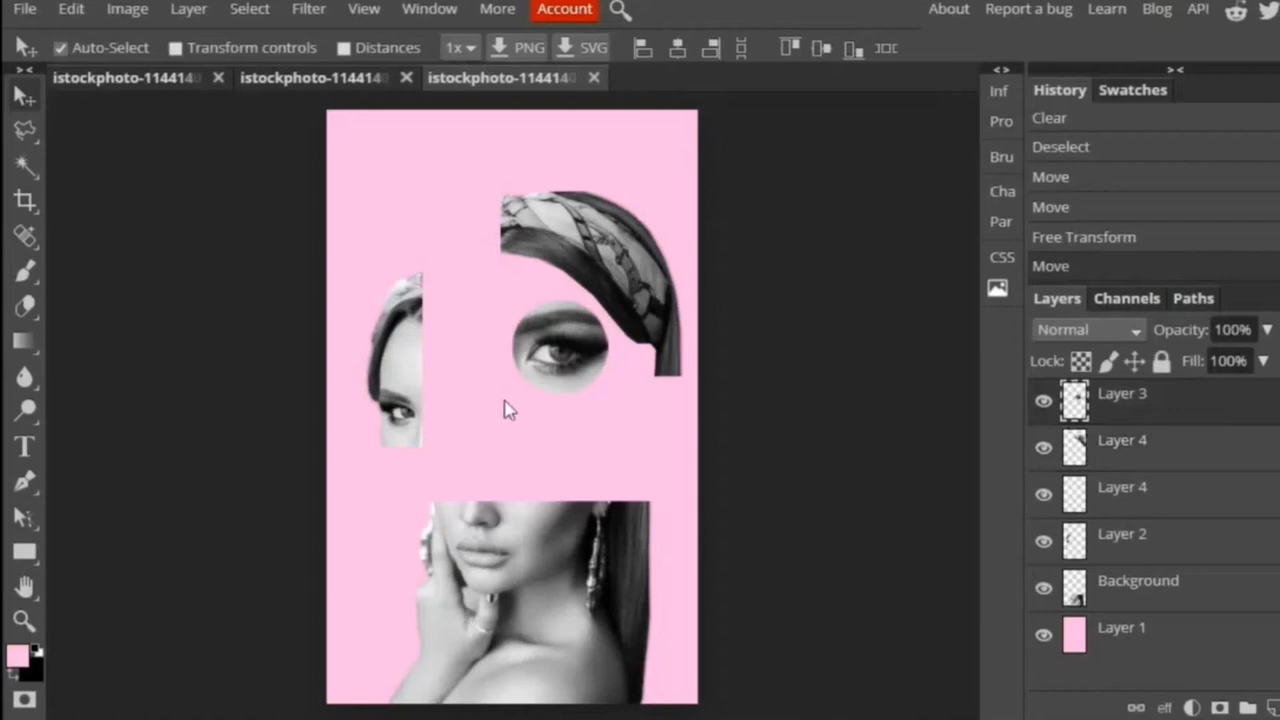 File Edit Image Layer Select Filter View Window More Account About Report a bug Learn Blog API
Auto-Select Transform controls Distances 1x PNG SVG
istockphoto-114414 istockphoto-114414 istockphoto-114414
Inf
Pro
Bru
Cha
Par
CSS
History Swatches
Clear
Deselect
Move
Move
Free Transform
Move
Layers Channels Paths
Normal Opacity: 100%
Lock: Fill: 100%
Layer 3
Layer 4
Layer 4
Layer 2
Background
Layer 1
eff